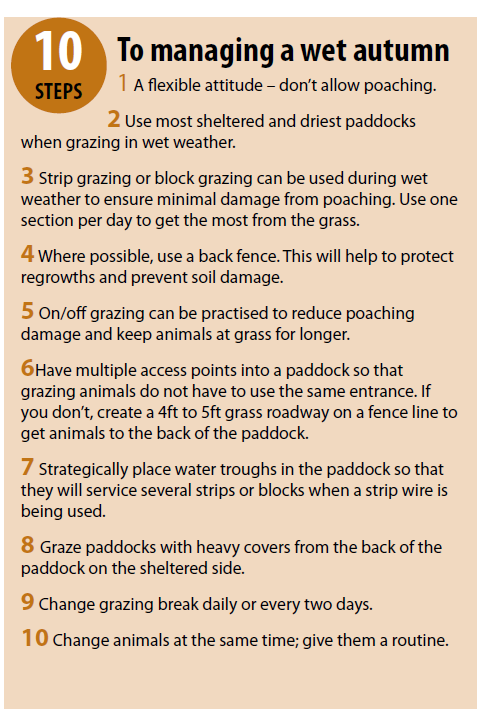 10
STEPS
To managing a wet autumn
1 A flexible attitude – don't allow poaching.
2 Use most sheltered and driest paddocks
when grazing in wet weather.
3 Strip grazing or block grazing can be used during wet
weather to ensure minimal damage from poaching. Use one
section per day to get the most from the grass.
4 Where possible, use a back fence. This will help to protect
regrowths and prevent soil damage.
5 On/off grazing can be practised to reduce poaching
damage and keep animals at grass for longer.
6Have multiple access points into a paddock so that
grazing animals do not have to use the same entrance. If
you don't, create a 4ft to 5ft grass roadway on a fence line to
get animals to the back of the paddock.
7 Strategically place water troughs in the paddock so that
they will service several strips or blocks when a strip wire is
being used.
8 Graze paddocks with heavy covers from the back of the
paddock on the sheltered side.
9 Change grazing break daily or every two days.
10 Change animals at the same time; give them a routine.